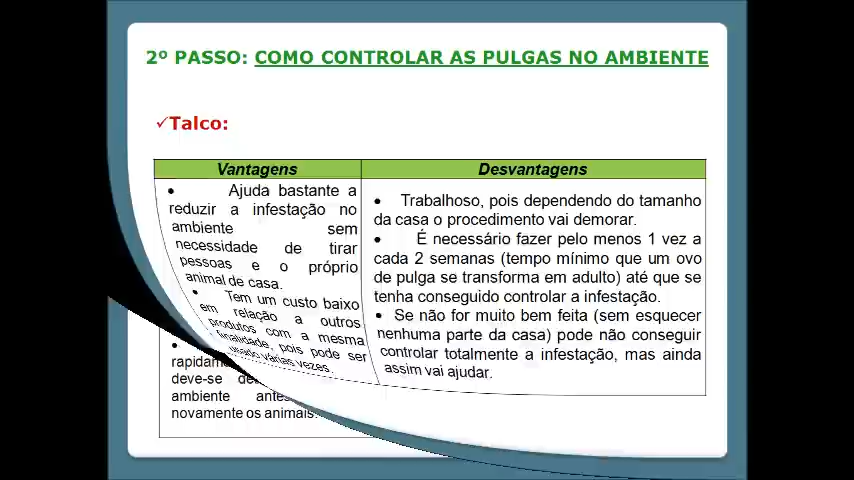 2º PASSO: COMO CONTROLAR AS PULGAS NO AMBIENTE
✓Talco:
Vantagens
• Ajuda bastante a
reduzir a infestação no
ambiente sem
necessidade de tirar
pessoas e o próprio
animal de casa.
• Tem um custo baixo
em relação a outros
produtos com a mesma
finalidade, pois pode ser
usado várias vezes.
Desvantagens
• Trabalhoso, pois dependendo do tamanho
da casa o procedimento vai demorar.
• É necessário fazer pelo menos 1 vez a
cada 2 semanas (tempo mínimo que um ovo
de pulga se transforma em adulto) até que se
tenha conseguido controlar a infestação.
• Se não for muito bem feita (sem esquecer
nenhuma parte da casa) pode não conseguir
controlar totalmente a infestação, mas ainda
assim vai ajudar.
•
deve-se
ambiente
novamente os animais.